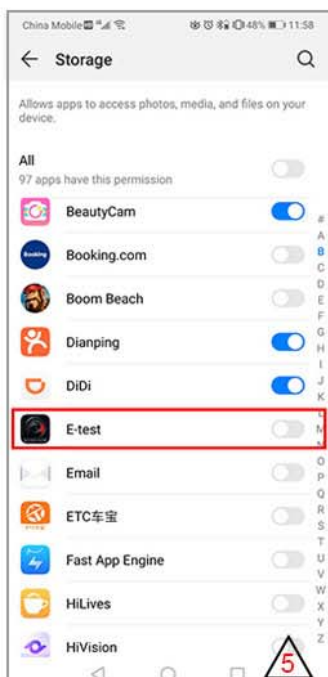 China Mobile 48% 11:58
Storage
Allows apps to access photos, media, and files on your
device.
All
97 apps have this permission
BeautyCam
Booking.com
Boom Beach
Dianping
DiDi
E-test
Email
ETC车宝
Fast App Engine
HiLives
HiVision
#
A
B
C
D
E
F
G
H
I
J
K
L
M
N
O
P
Q
R
S
T
U
V
W
X
Y
Z
5